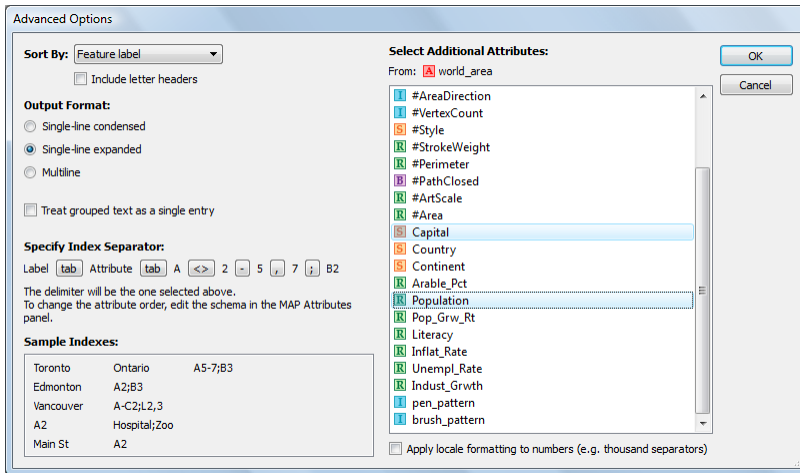 Advanced Options
Sort By: Feature label
Include letter headers
Output Format:
Single-line condensed
Single-line expanded
Multiline
Treat grouped text as a single entry
Specify Index Separator:
Label tab Attribute tab A <> 2 - 5 , 7 ; B2
The delimiter will be the one selected above.
To change the attribute order, edit the schema in the MAP Attributes
panel.
Sample Indexes:
Toronto Ontario A5-7;B3
Edmonton A2;B3
Vancouver A-C2;L2,3
A2 Hospital;Zoo
Main St A2
Select Additional Attributes:
From: A world_area
I #AreaDirection
I #VertexCount
S #Style
R #StrokeWeight
R #Perimeter
B #PathClosed
R #ArtScale
R #Area
S Capital
S Country
S Continent
R Arable_Pct
R Population
R Pop_Grw_Rt
R Literacy
R Inflat_Rate
R Unempl_Rate
R Indust_Grwth
I pen_pattern
I brush_pattern
Apply locale formatting to numbers (e.g. thousand separators)
OK
Cancel